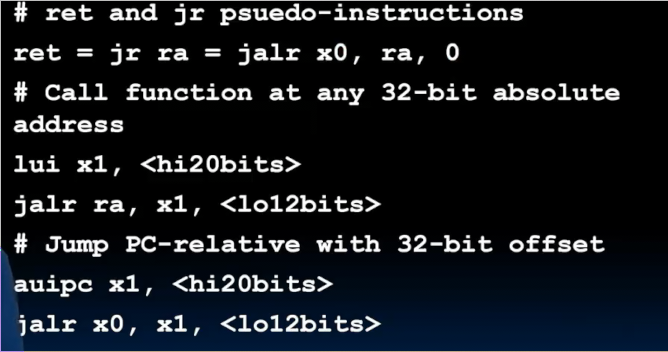 # ret and jr psuedo-instructions
ret = jr ra = jalr x0, ra, 0
# Call function at any 32-bit absolute
address
lui x1, <hi20bits>
jalr ra, x1, <lo12bits>
# Jump PC-relative with 32-bit offset
auipc x1, <hi20bits>
jalr x0, x1, <lo12bits>